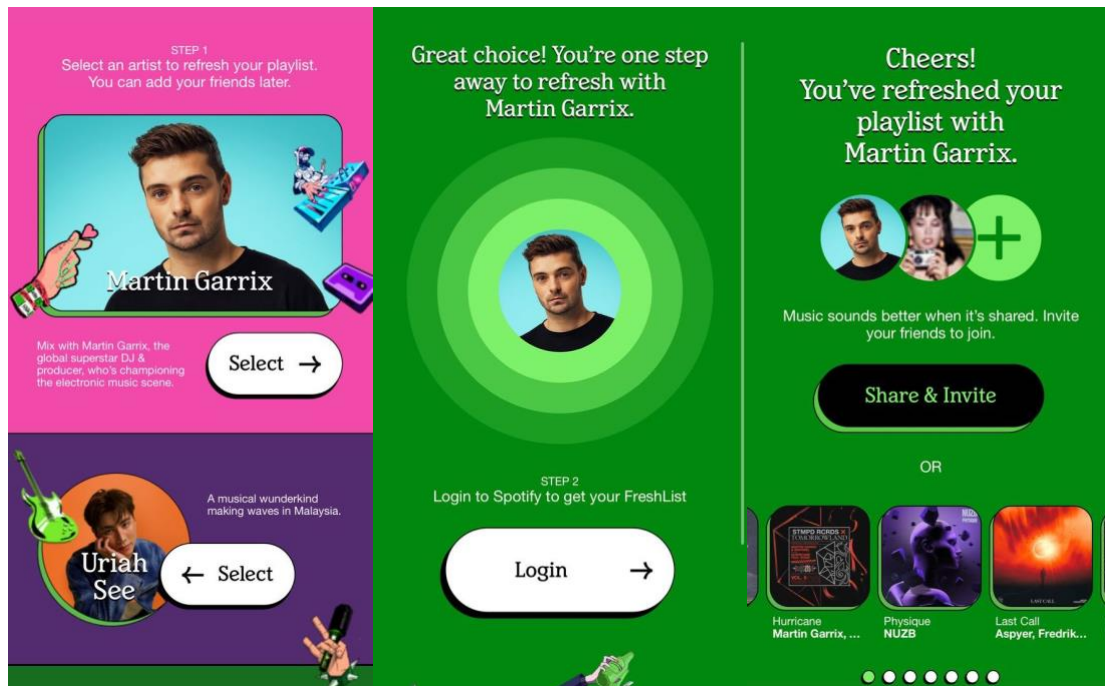 STEP 1
Select an artist to refresh your playlist.
You can add your friends later.
Martin Garrix
Mix with Martin Garrix, the
global superstar DJ &
producer, who's championing
the electronic music scene.
Select →
A musical wunderkind
making waves in Malaysia.
Uriah
See
← Select
Great choice! You're one step
away to refresh with
Martin Garrix.
STEP 2
Login to Spotify to get your FreshList
Login →
Cheers!
You've refreshed your
playlist with
Martin Garrix.
Music sounds better when it's shared. Invite
your friends to join.
Share & Invite
OR
STMPD RCRDS ✕
TOMORROWLAND
VOL. 
NUZB
PHYSIQUE
LAST CALL
Hurricane
Martin Garrix, ...
Physique
NUZB
Last Call
Aspyer, Fredrik...